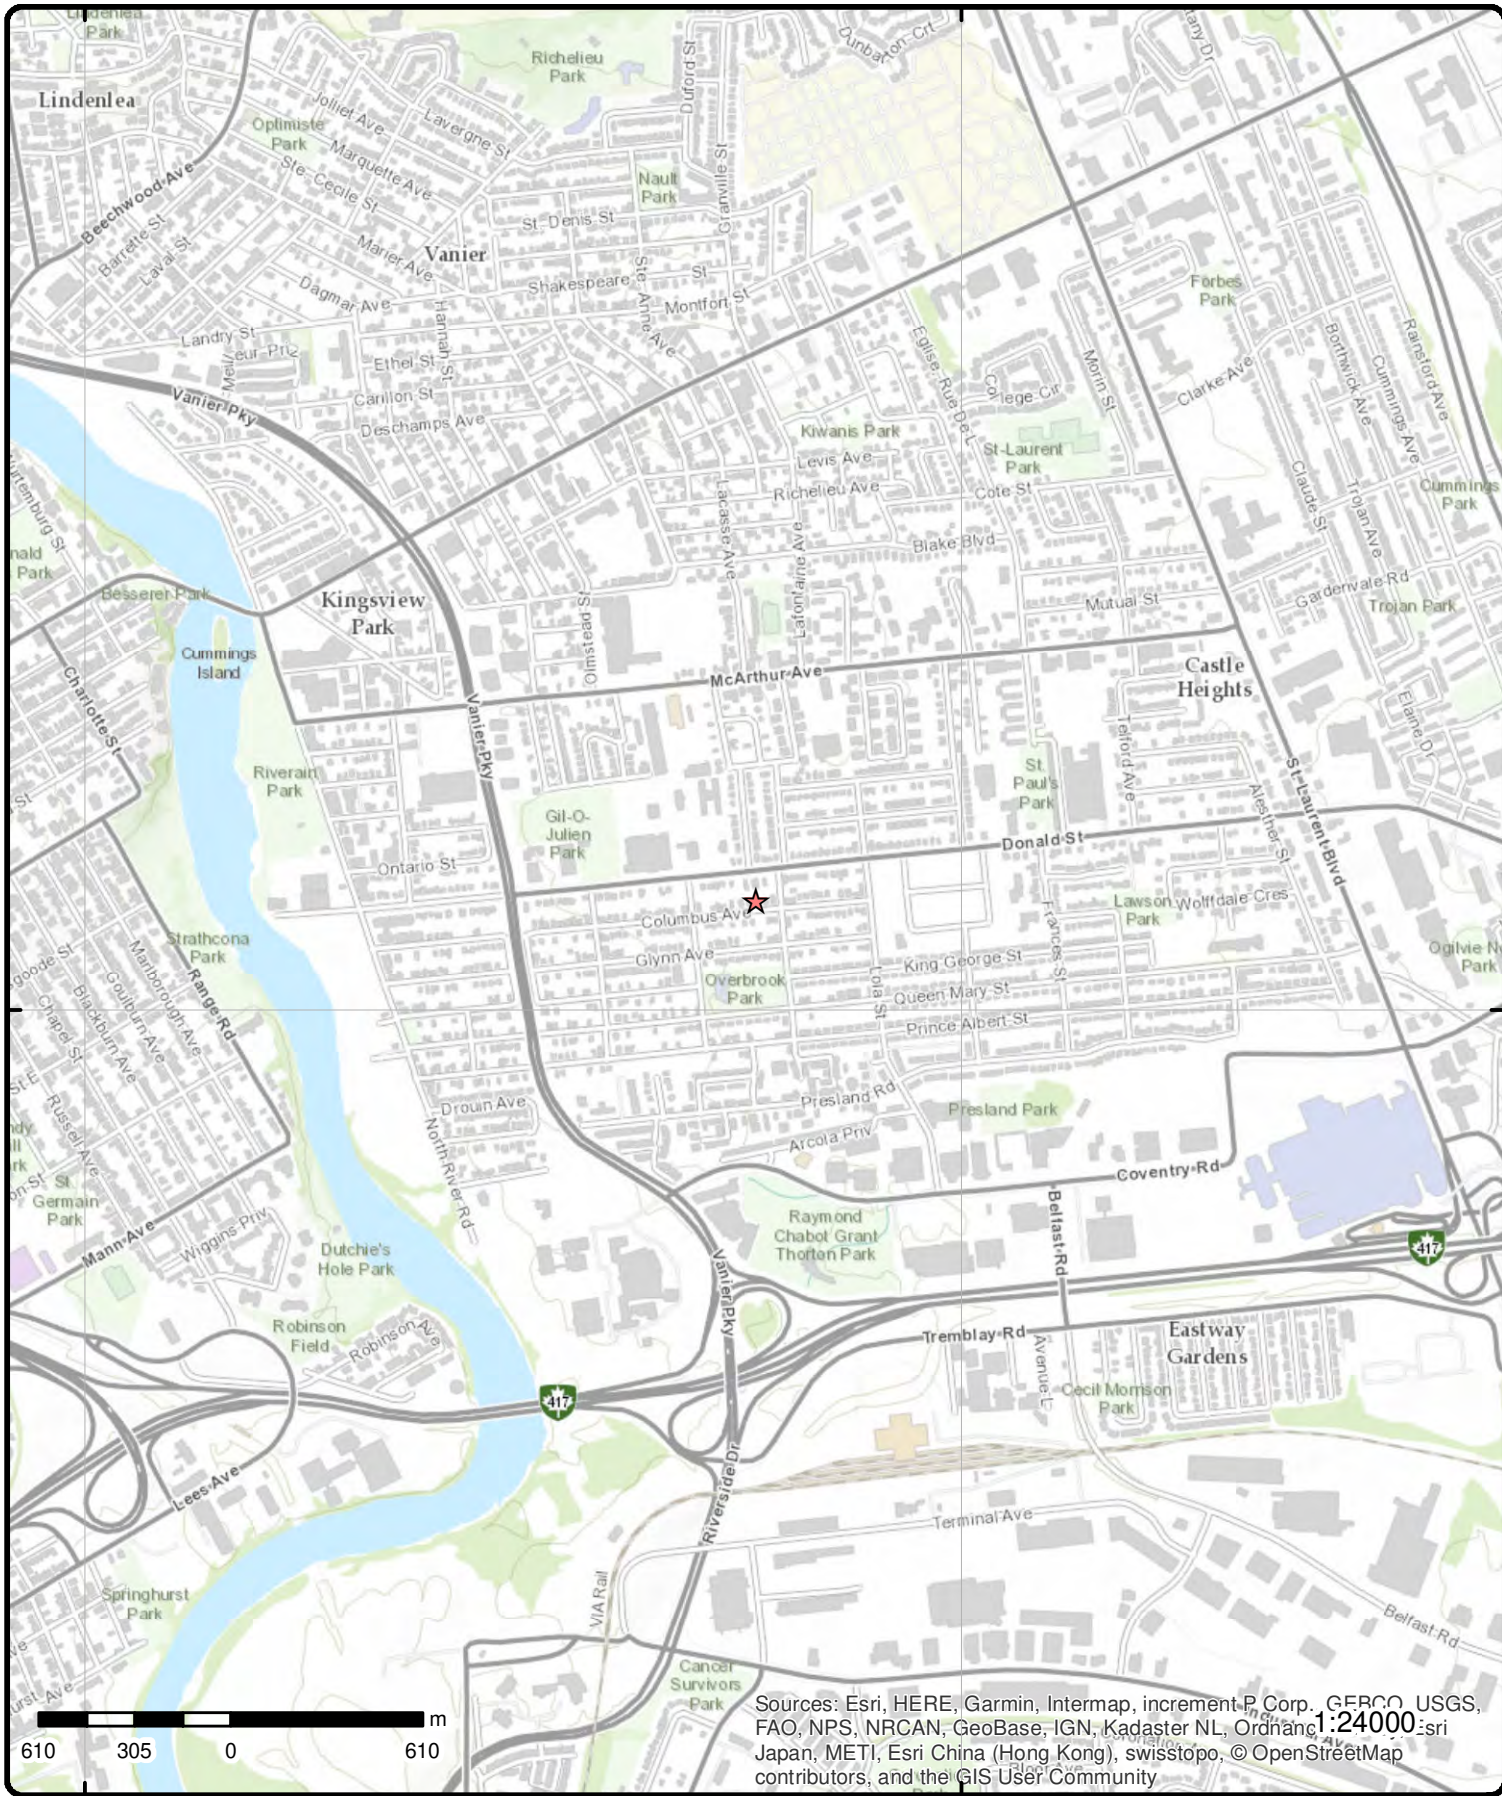 Lindenlea
Park
Richelieu
Park
Duford St
Dunbarton Crt
Lindenlea
Optimiste
Park
Jolliet Ave
Lavergne St
Marquette Ave
Ste-Cecile St
Nault
Park
Granville St
Beechwood Ave
Barrette St
Laval St
St-Denis St
Marier Ave
Vanier
Dagmar Ave
Shakespeare St
Ste Anne Ave
Montfort St
Hannah St
Landry St
Ethel St
Carillon St
Deschamps Ave
Vanier Pky
Forbes
Park
Eglise, Rue De L
College Cir
Morin St
Clarke Ave
Borthwick Ave
Rainsford Ave
Cummings Ave
Kiwanis Park
Levis Ave
Richelieu Ave
St-Laurent
Park
Cote St
Claude St
Trojan Ave
Cummings
Park
Lacasse Ave
Lafontaine Ave
Blake Blvd
Gardenvale Rd
Trojan Park
Mutual St
Besserer Park
Kingsview
Park
Olmstead St
Cummings
Island
McArthur Ave
Castle
Heights
Charlotte St
Vanier Pky
Telford Ave
Elaine Dr
Riverain
Park
St.
Paul's
Park
St-Laurent Blvd
Alesther St
Gil-O-
Julien
Park
Ontario St
Donald St
Columbus Ave
Lawson
Park
Wolffdale Cres
Frances St
Strathcona
Park
Range Rd
Marlborough Ave
Goulburn Ave
Blackburn Ave
Chapel St
Glynn Ave
Overbrook
Park
King George St
Lola St
Queen Mary St
Prince Albert St
Russell Ave
Drouin Ave
Presland Rd
Presland Park
North River Rd
Arcola Priv
Coventry Rd
St
Germain
Park
Mann Ave
Wiggins Priv
Dutchie's
Hole Park
Raymond
Chabot Grant
Thorton Park
Belfast Rd
417
Vanier Pky
Robinson
Field
Robinson Ave
Tremblay Rd
Avenue L
Eastway
Gardens
Cecil Morrison
Park
417
Lees Ave
Riverside Dr
Terminal Ave
Springhurst
Park
VIA Rail
Belfast Rd
Cancer
Survivors
Park
610 305 0 610 m
1:24000
Sources: Esri, HERE, Garmin, Intermap, increment P Corp., GEBCO, USGS,
FAO, NPS, NRCAN, GeoBase, IGN, Kadaster NL, Ordnanc Esri
Japan, METI, Esri China (Hong Kong), swisstopo, © OpenStreetMap
contributors, and the GIS User Community